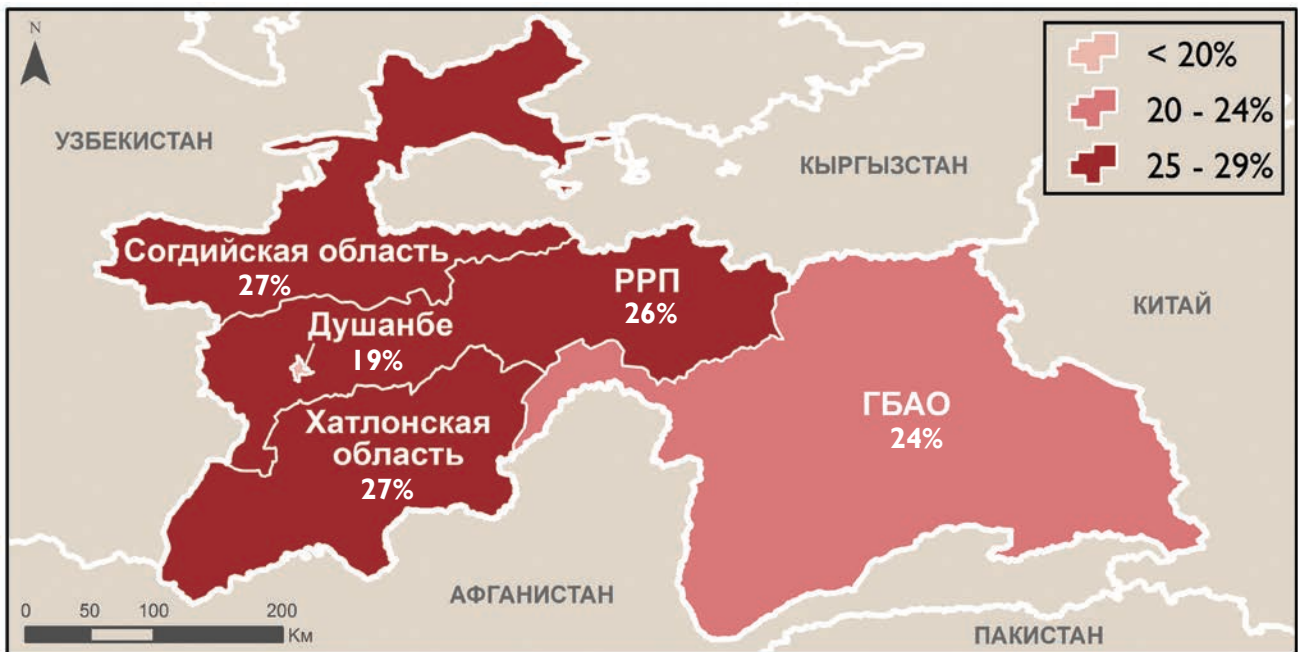 N
< 20%
20 - 24%
25 - 29%
УЗБЕКИСТАН
КЫРГЫЗСТАН
КИТАЙ
Согдийская область
27%
РРП
26%
Душанбе
19%
Хатлонская
область
27%
ГБАО
24%
АФГАНИСТАН
ПАКИСТАН
0 50 100 200
Км